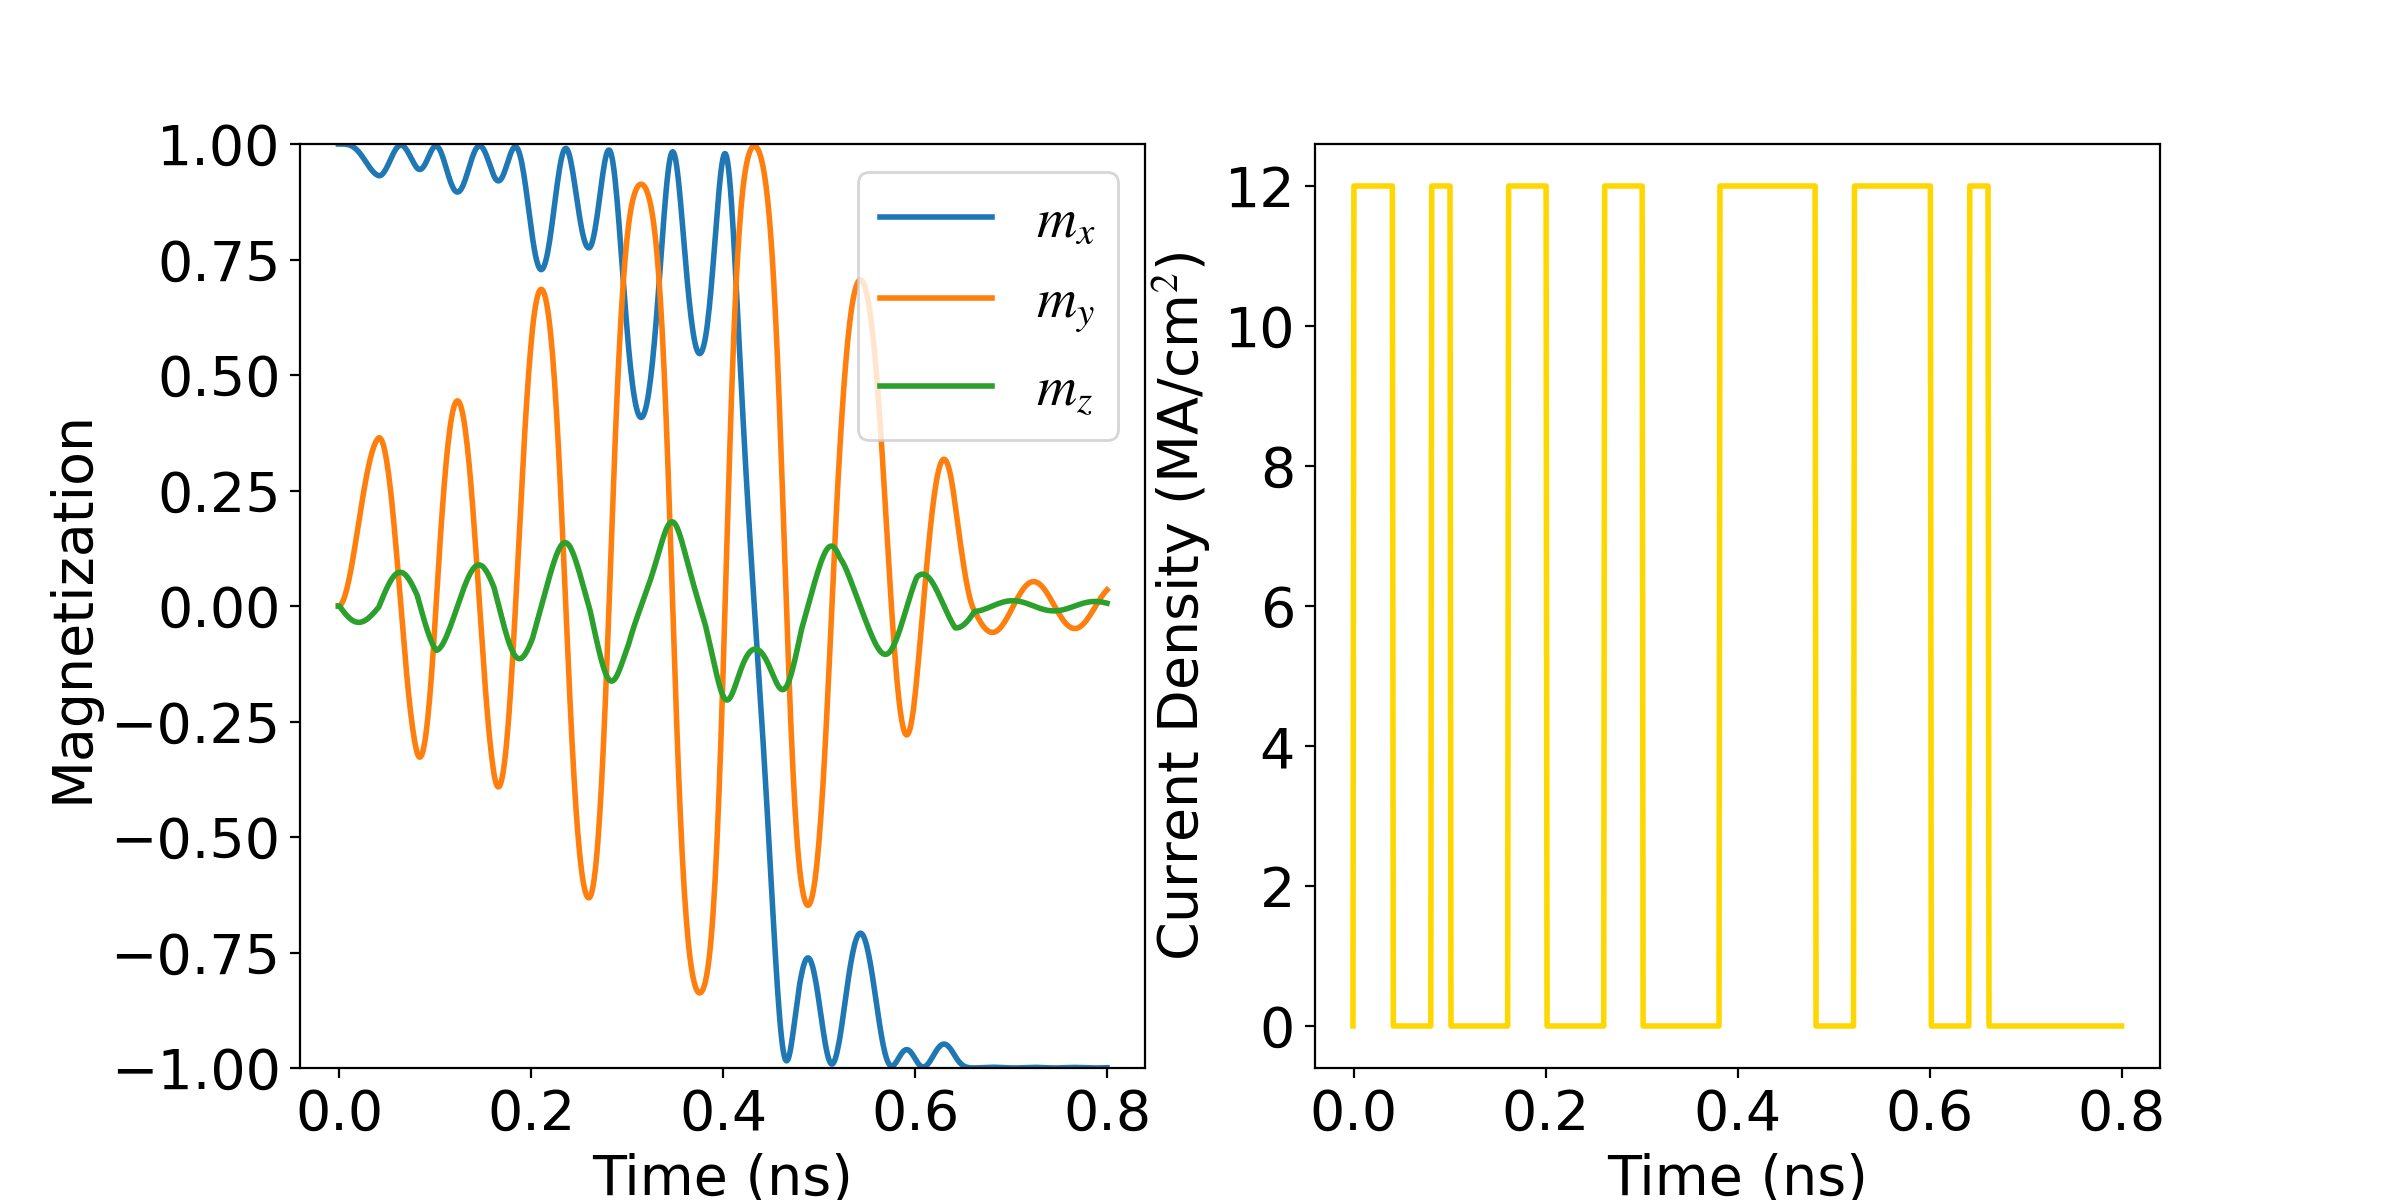 1.00
0.75
0.50
0.25
0.00
−0.25
−0.50
−0.75
−1.00
Magnetization
0.0 0.2 0.4 0.6 0.8
Time (ns)
m_x
m_y
m_z
12
10
8
6
4
2
0
Current Density (MA/cm²)
0.0 0.2 0.4 0.6 0.8
Time (ns)